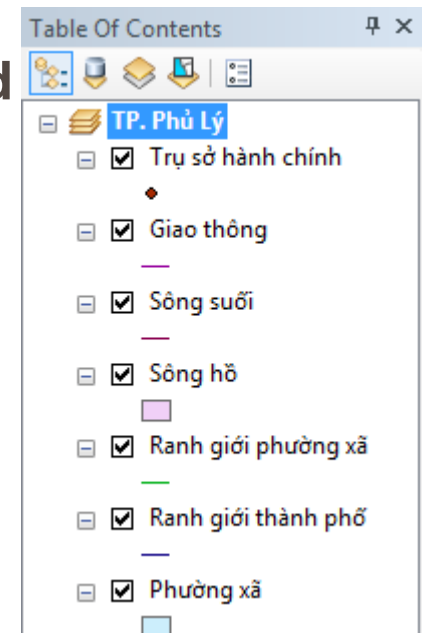 Table Of Contents
d
TP. Phủ Lý
Trụ sở hành chính
Giao thông
Sông suối
Sông hồ
Ranh giới phường xã
Ranh giới thành phố
Phường xã